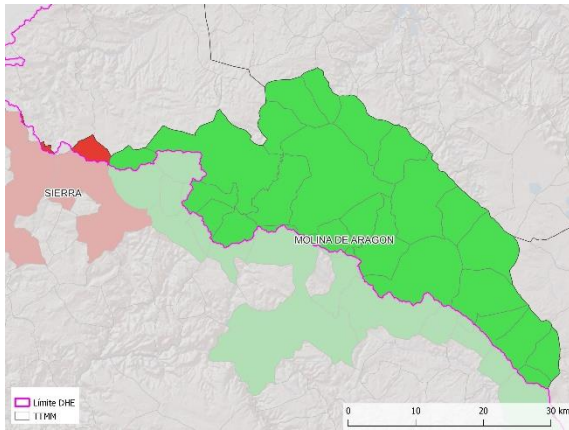 SIERRA
MOLINA DE ARAGON
Límite DHE
TTMM
0 10 20 30 km